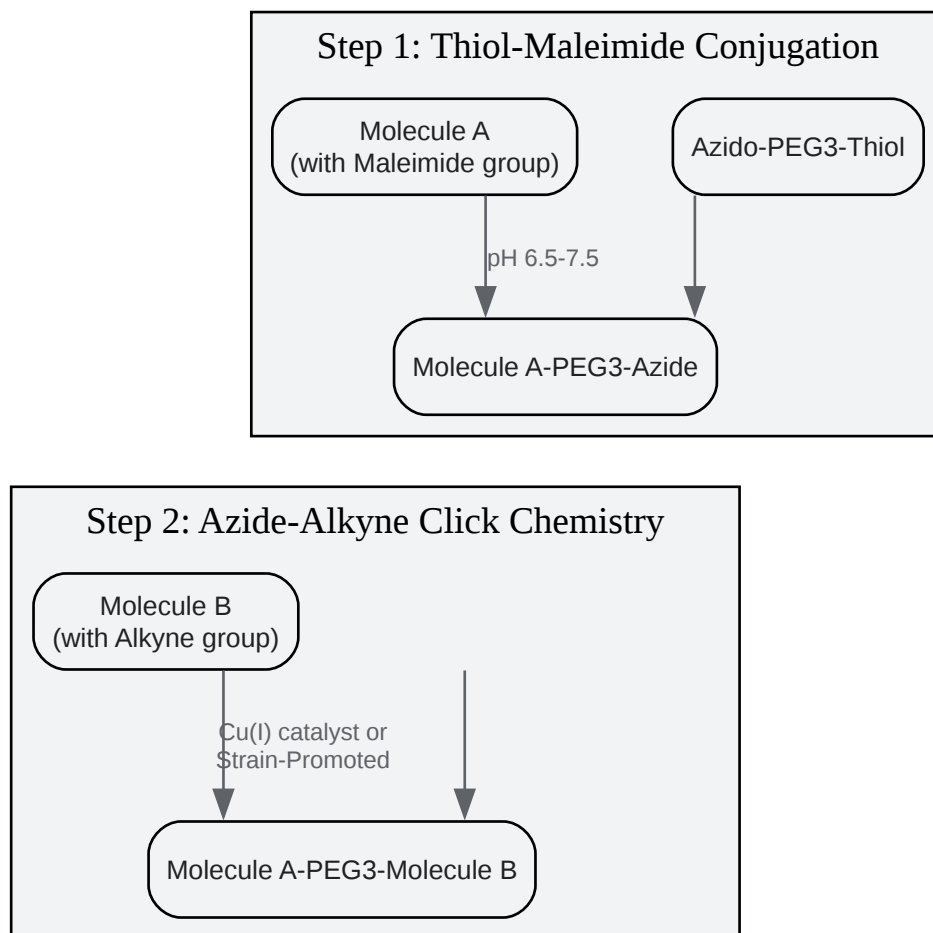 Step 1: Thiol-Maleimide Conjugation
Molecule A
(with Maleimide group)
Azido-PEG3-Thiol
pH 6.5-7.5
Molecule A-PEG3-Azide
Step 2: Azide-Alkyne Click Chemistry
Molecule B
(with Alkyne group)
Cu(I) catalyst or
Strain-Promoted
Molecule A-PEG3-Molecule B